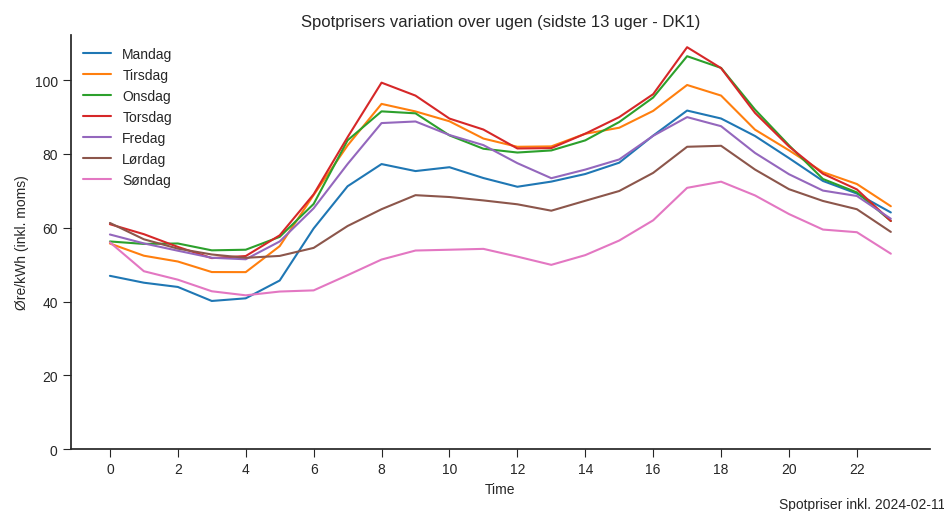 Spotprisers variation over ugen (sidste 13 uger - DK1)
Mandag
Tirsdag
Onsdag
Torsdag
Fredag
Lørdag
Søndag
Øre/kWh (inkl. moms)
100
80
60
40
20
0
0 2 4 6 8 10 12 14 16 18 20 22
Time
Spotpriser inkl. 2024-02-11